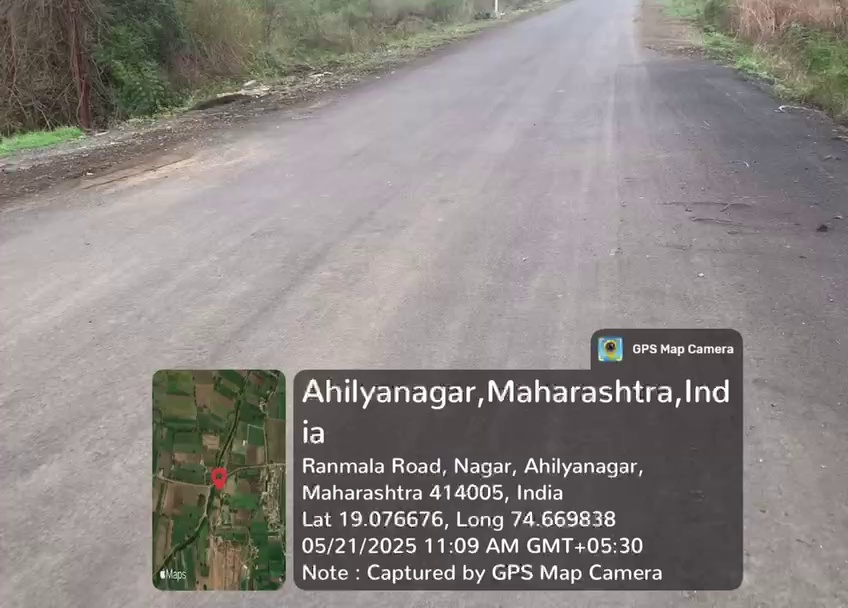 GPS Map Camera
Ahilyanagar,Maharashtra,Ind
ia
Ranmala Road, Nagar, Ahilyanagar,
Maharashtra 414005, India
Lat 19.076676, Long 74.669838
05/21/2025 11:09 AM GMT+05:30
Note : Captured by GPS Map Camera
Maps